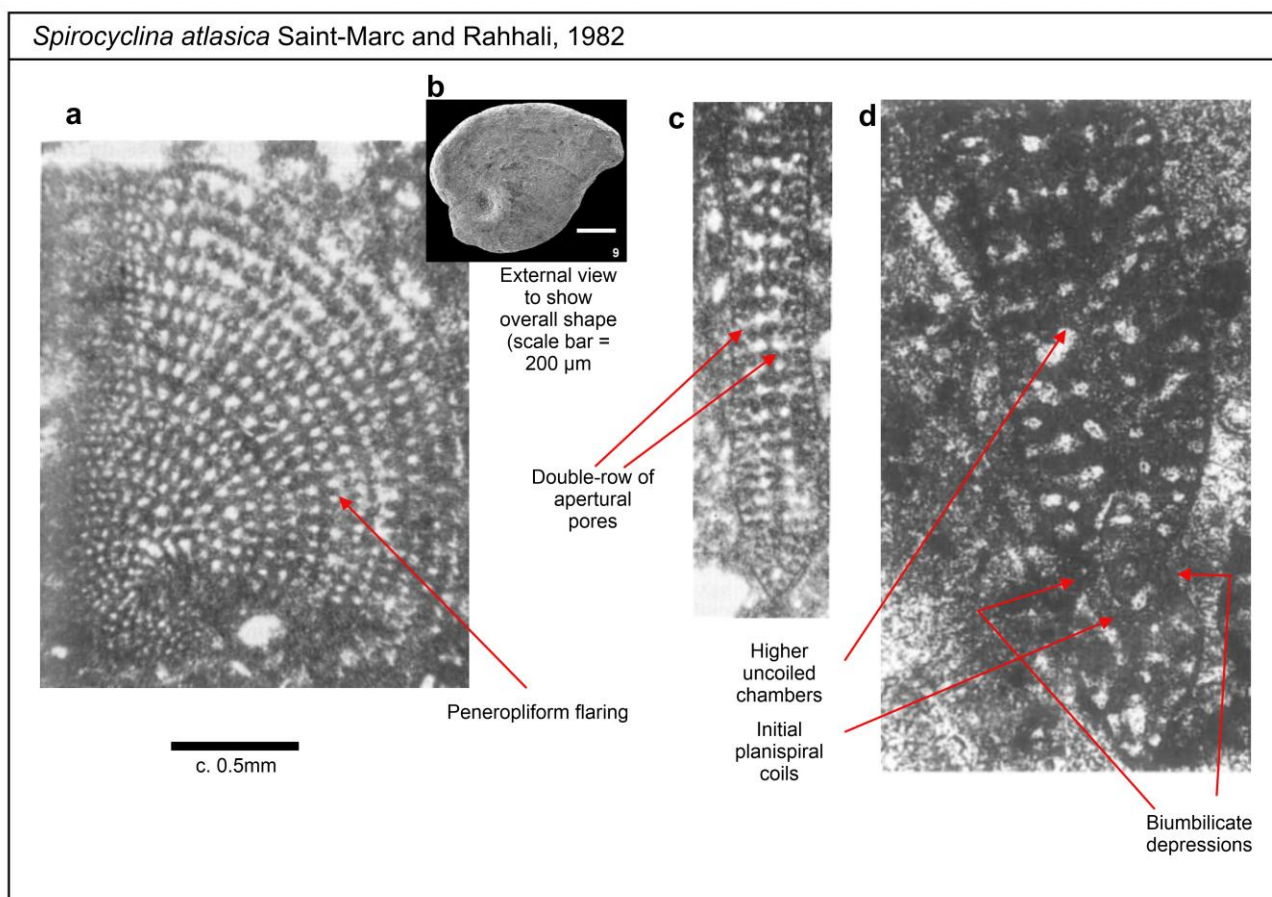 Spirocyclina atlasica Saint-Marc and Rahhali, 1982
a
b
9
External view
to show
overall shape
(scale bar =
200 µm
c
d
Double-row of
apertural
pores
Higher
uncoiled
chambers
Peneropliform flaring
Initial
planispiral
coils
c. 0.5mm
Biumbilicate
depressions